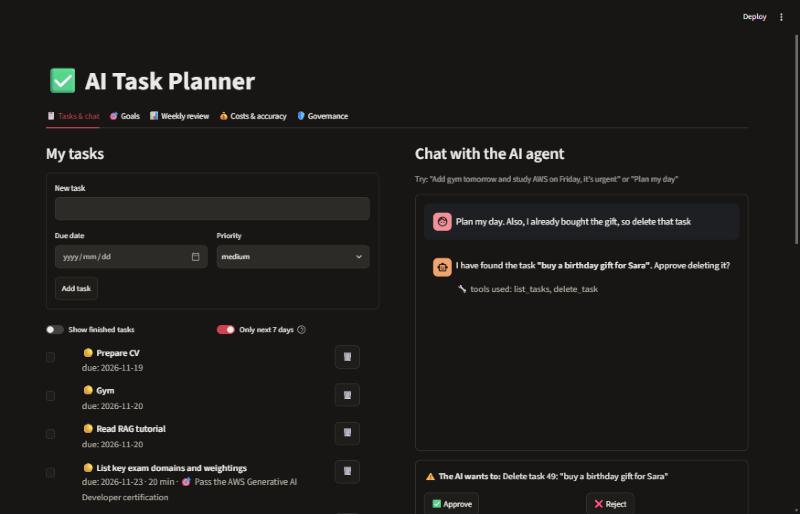 Deploy
AI Task Planner
Tasks & chat
Goals
Weekly review
Costs & accuracy
Governance
My tasks
New task
Due date
Priority
yyyy/mm/dd
medium
Add task
Show finished tasks
Only next 7 days
Prepare CV
due: 2026-11-19
Gym
due: 2026-11-20
Read RAG tutorial
due: 2026-11-20
List key exam domains and weightings
due: 2026-11-23 · 20 min · Pass the AWS Generative AI
Developer certification
Chat with the AI agent
Try: "Add gym tomorrow and study AWS on Friday, it's urgent" or "Plan my day"
Plan my day. Also, I already bought the gift, so delete that task
I have found the task "buy a birthday gift for Sara". Approve deleting it?
tools used: list_tasks, delete_task
The AI wants to: Delete task 49: "buy a birthday gift for Sara"
Approve
Reject